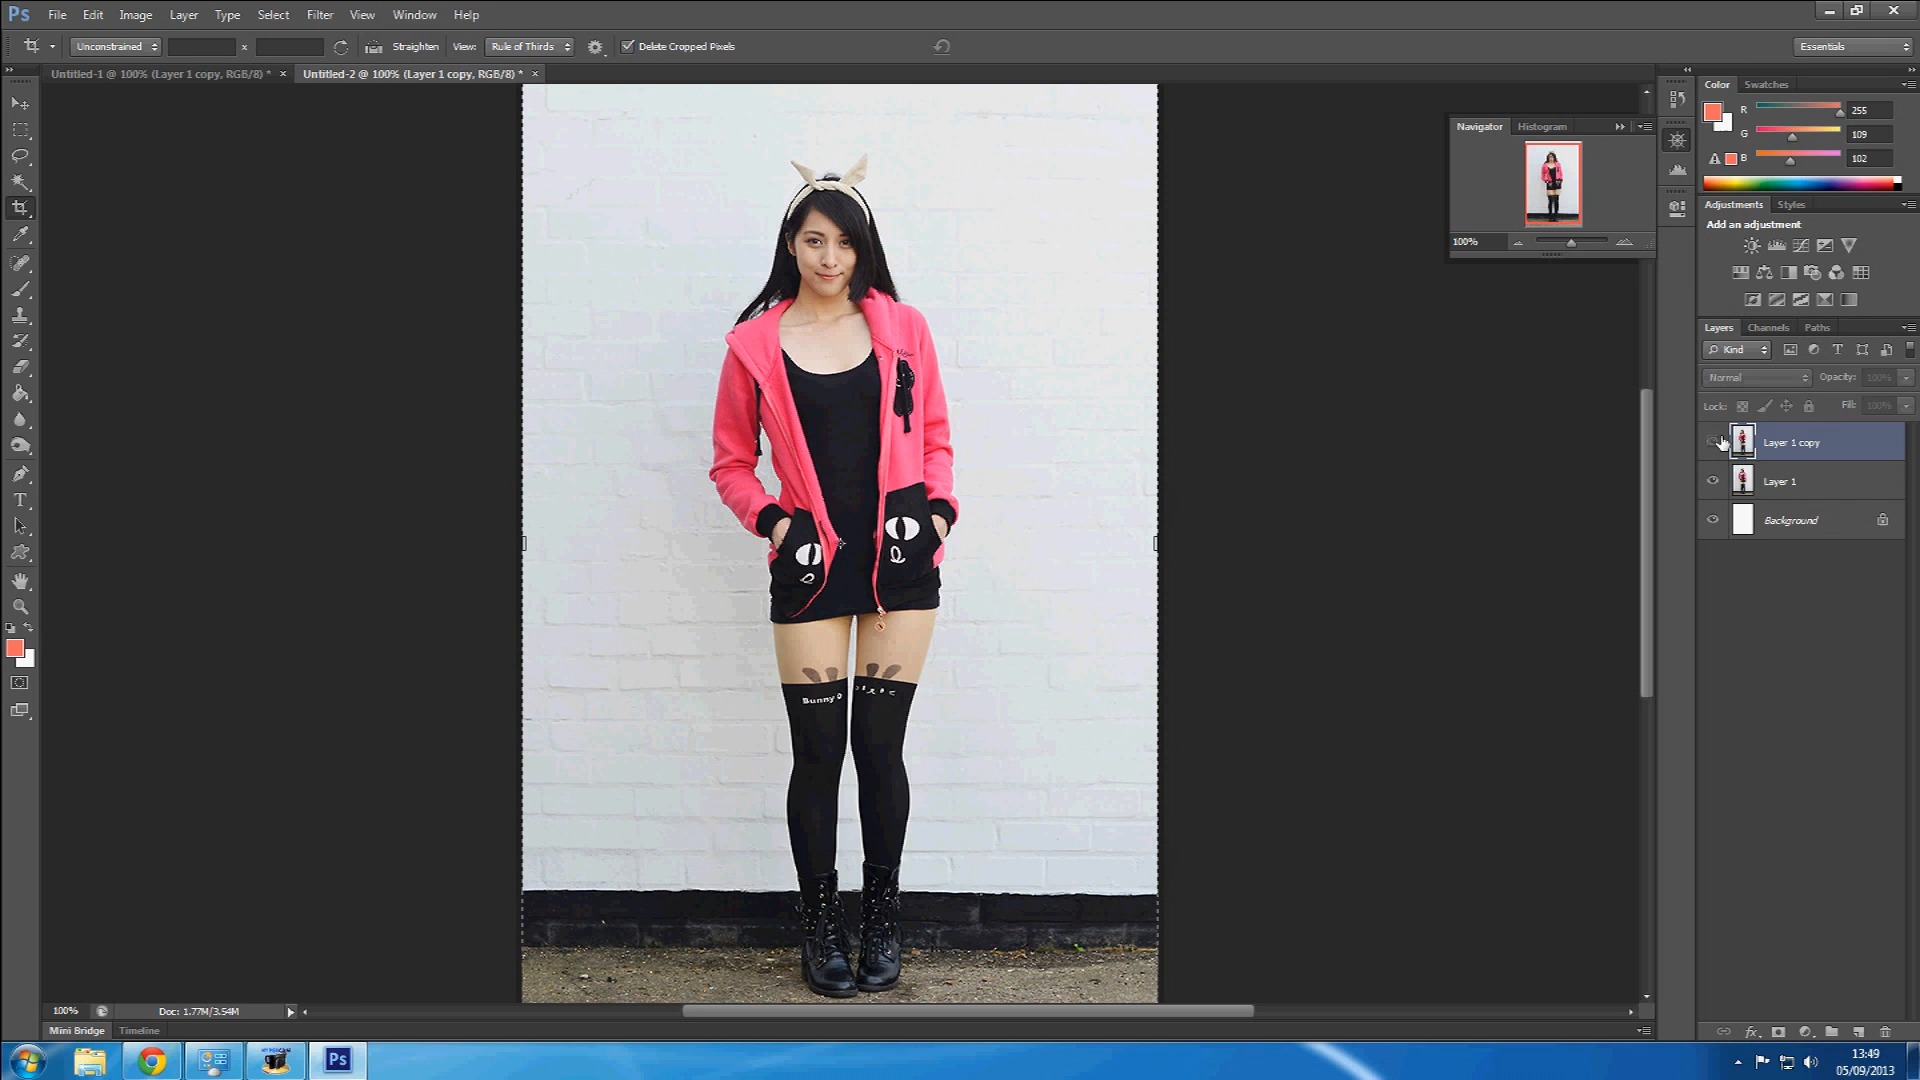 Ps File Edit Image Layer Type Select Filter View Window Help
Unconstrained x Straighten View: Rule of Thirds Delete Cropped Pixels Essentials
Untitled-1 @ 100% (Layer 1 copy, RGB/8) * × Untitled-2 @ 100% (Layer 1 copy, RGB/8) * ×
Color Swatches
R 255
G 109
B 102
Navigator Histogram
100%
Adjustments Styles
Add an adjustment
Layers Channels Paths
Kind
Normal Opacity: 100%
Lock: Fill: 100%
Layer 1 copy
Layer 1
Background
Bunny
100% Doc: 1.77M/3.54M
Mini Bridge Timeline
Ps
13:49
05/09/2013